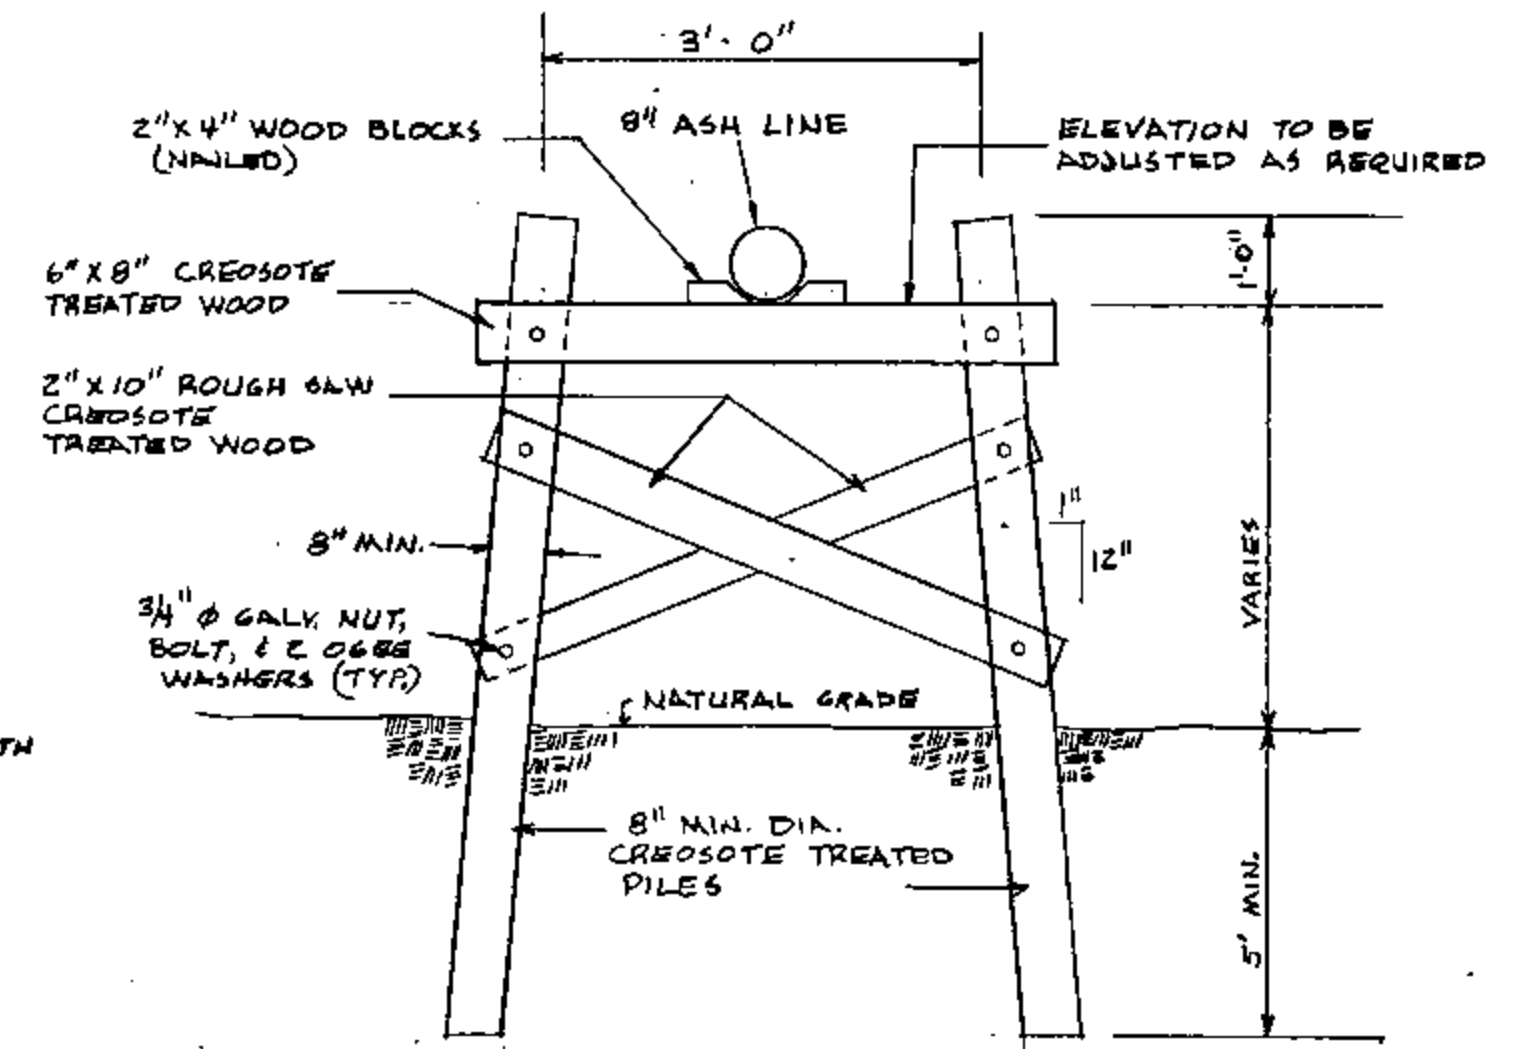 3'-0"
2"X4" WOOD BLOCKS
(NAILED)
8" ASH LINE
ELEVATION TO BE
ADJUSTED AS REQUIRED
6"X8" CREOSOTE
TREATED WOOD
1'-0"
2"X10" ROUGH SAW
CREOSOTE
TREATED WOOD
1"
12"
8" MIN.
VARIES
3/4" ϕ GALV. NUT,
BOLT, & 2 OGEE
WASHERS (TYP.)
NATURAL GRADE
TH
8" MIN. DIA.
CREOSOTE TREATED
PILES
5' MIN.